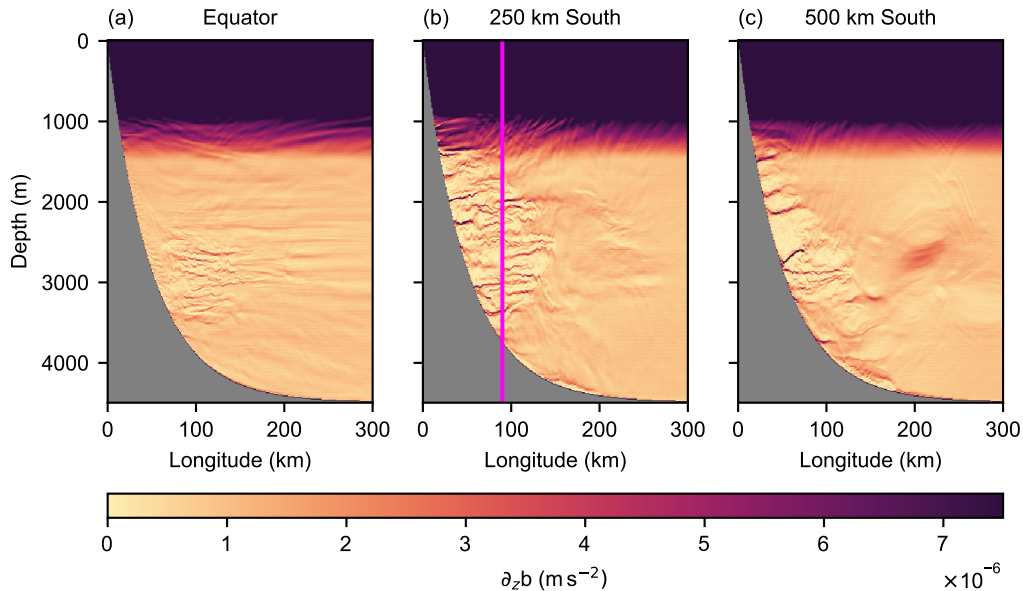 (a) Equator
(b) 250 km South
(c) 500 km South
Depth (m)
0
1000
2000
3000
4000
0 100 200 300
0 100 200 300
0 100 200 300
Longitude (km)
Longitude (km)
Longitude (km)
0 1 2 3 4 5 6 7
∂zb (m s⁻²)
×10⁻⁶